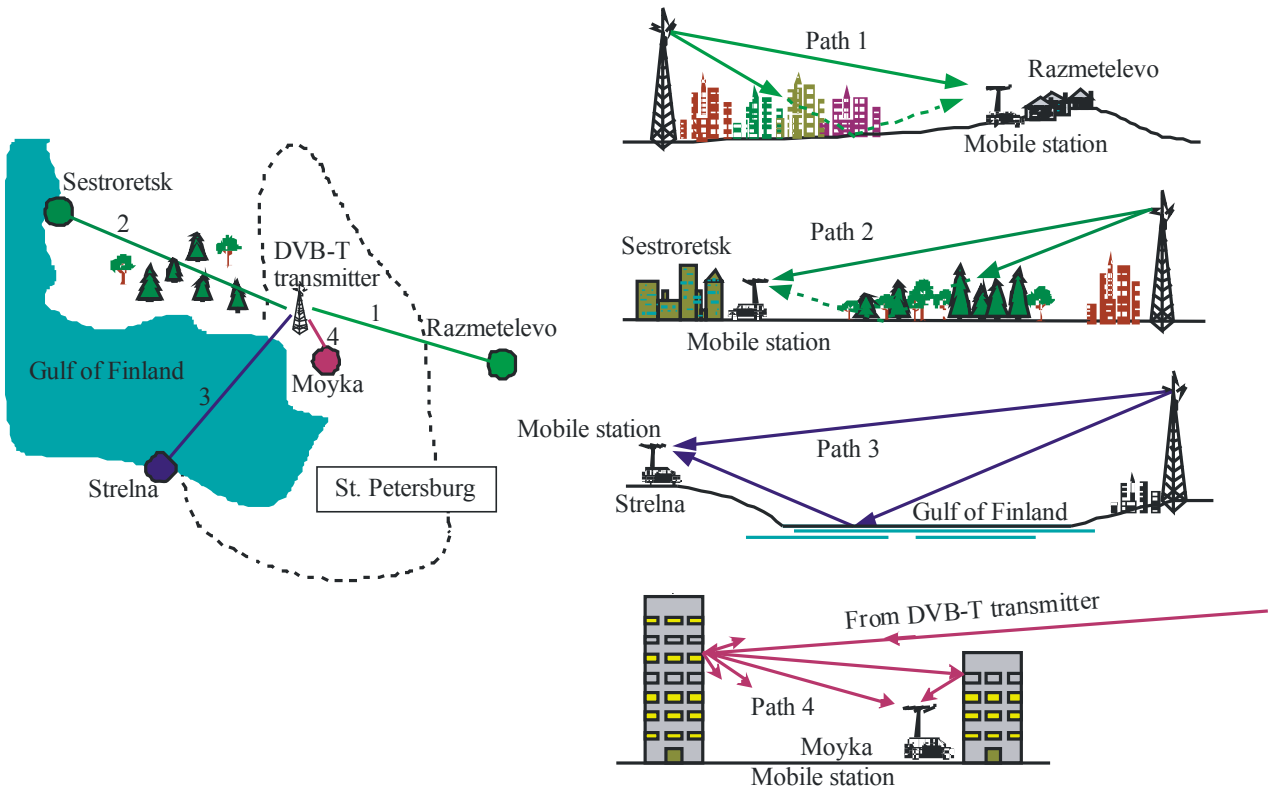 Sestroretsk
2
DVB-T
transmitter
1
Razmetelevo
4
Gulf of Finland
Moyka
3
Strelna
St. Petersburg
Path 1
Razmetelevo
Mobile station
Sestroretsk
Path 2
Mobile station
Mobile station
Path 3
Strelna
Gulf of Finland
From DVB-T transmitter
Path 4
Moyka
Mobile station